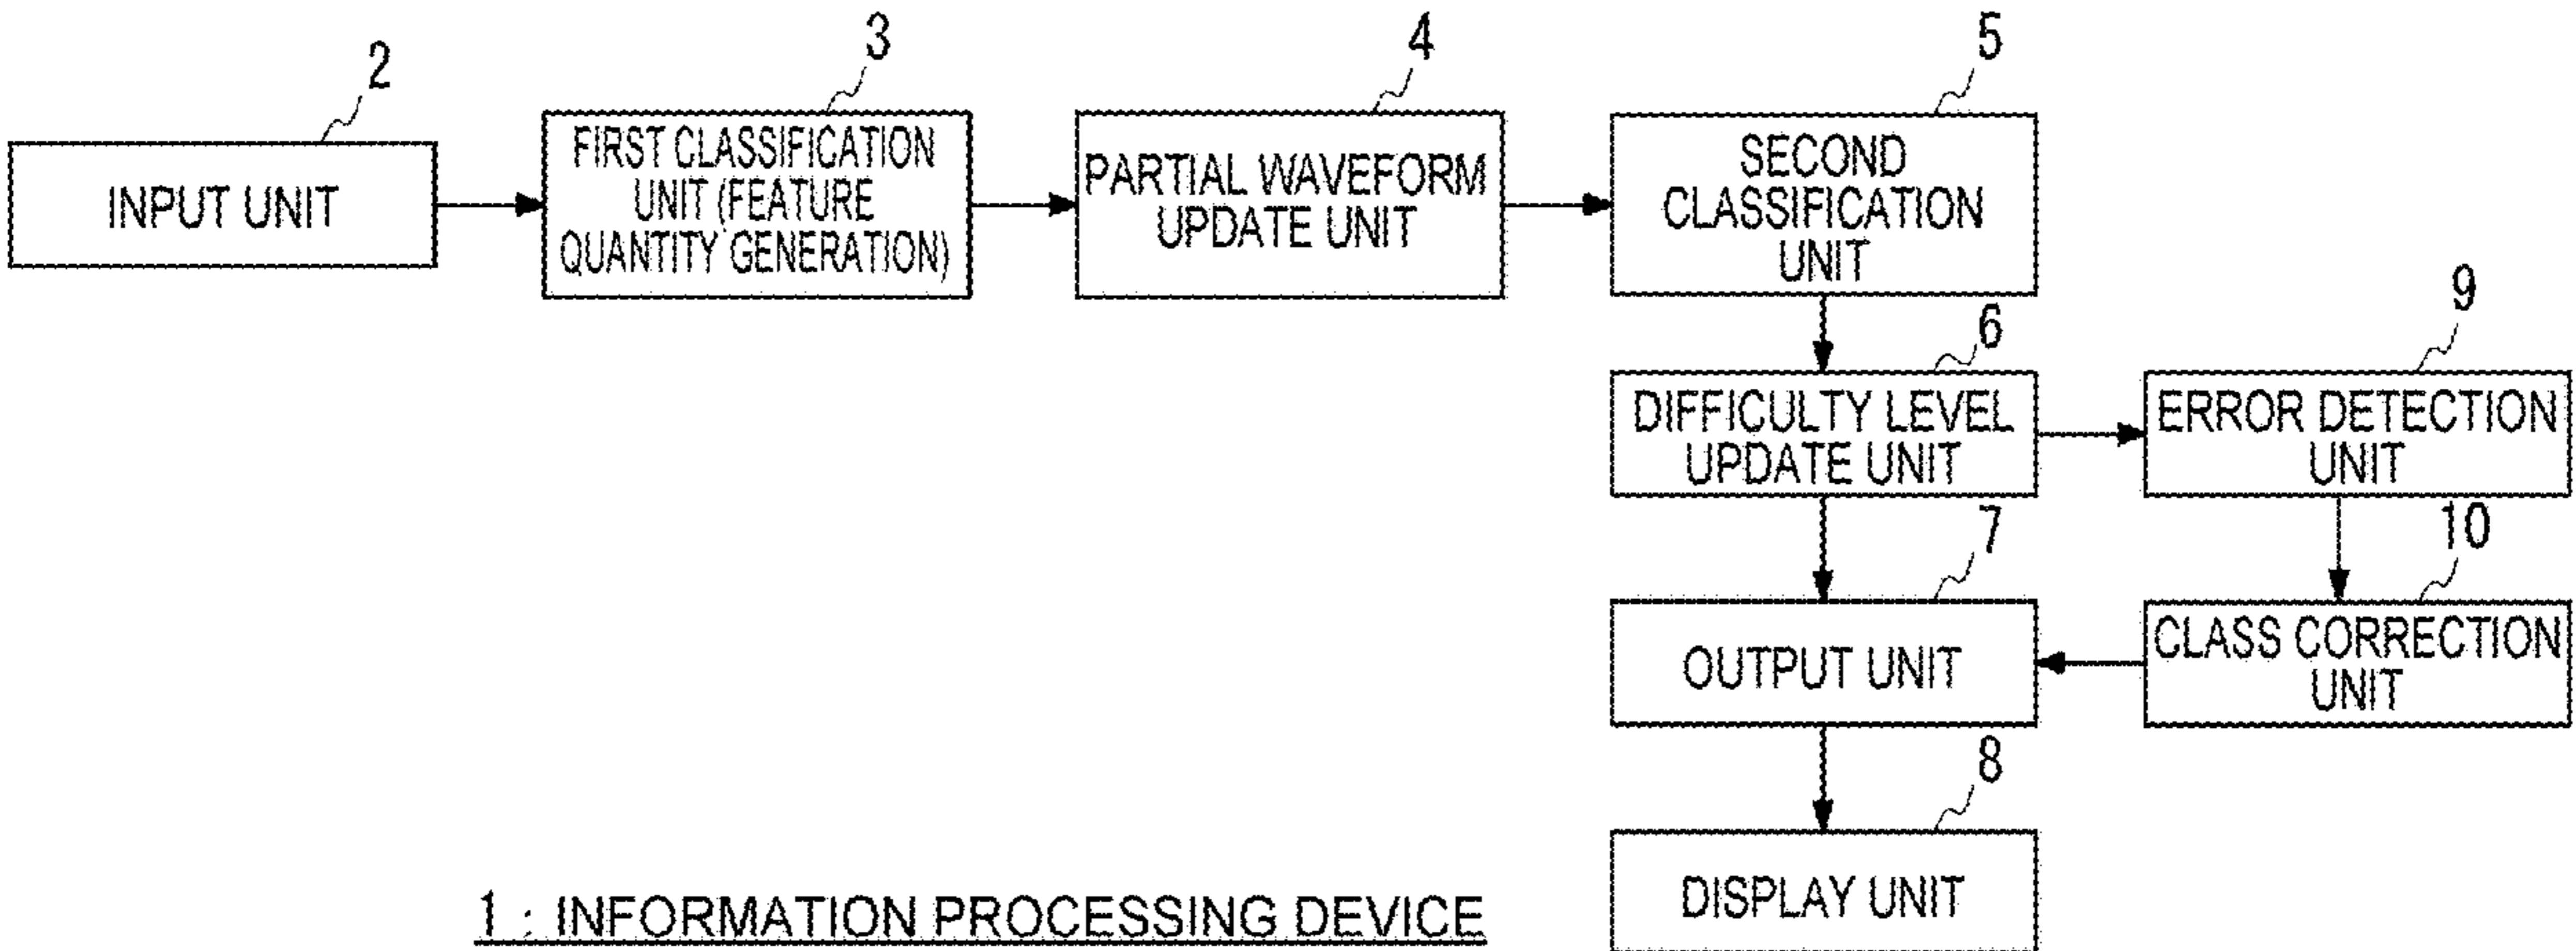 2
INPUT UNIT
3
FIRST CLASSIFICATION
UNIT (FEATURE
QUANTITY GENERATION)
4
PARTIAL WAVEFORM
UPDATE UNIT
5
SECOND
CLASSIFICATION
UNIT
6
DIFFICULTY LEVEL
UPDATE UNIT
9
ERROR DETECTION
UNIT
7
OUTPUT UNIT
10
CLASS CORRECTION
UNIT
8
DISPLAY UNIT
1 : INFORMATION PROCESSING DEVICE